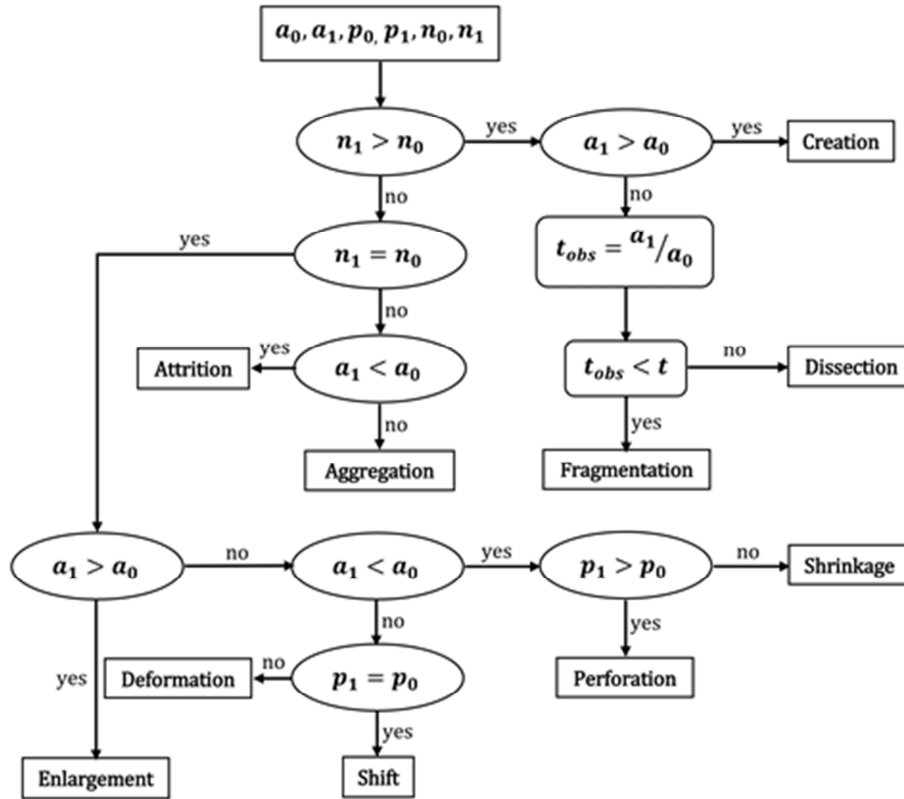 a₀, a₁, p₀, p₁, n₀, n₁
n₁ > n₀
yes
a₁ > a₀
yes
Creation
no
no
yes
n₁ = n₀
t_obs = a₁/a₀
no
Attrition
yes
a₁ < a₀
t_obs < t
no
Dissection
no
yes
Aggregation
Fragmentation
a₁ > a₀
no
a₁ < a₀
yes
p₁ > p₀
no
Shrinkage
no
yes
yes
Deformation
no
p₁ = p₀
Perforation
yes
Enlargement
Shift